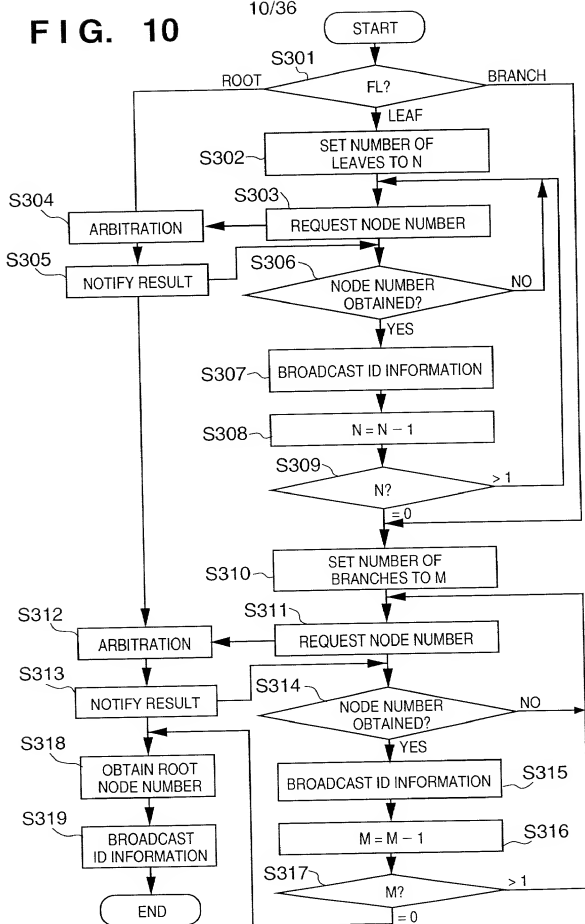 10/36
FIG. 10
START
S301
FL?
ROOT
BRANCH
LEAF
S302
SET NUMBER OF
LEAVES TO N
S303
REQUEST NODE NUMBER
S304
ARBITRATION
S305
NOTIFY RESULT
S306
NODE NUMBER
OBTAINED?
NO
YES
S307
BROADCAST ID INFORMATION
S308
N = N − 1
S309
N?
> 1
= 0
S310
SET NUMBER OF
BRANCHES TO M
S311
REQUEST NODE NUMBER
S312
ARBITRATION
S313
NOTIFY RESULT
S314
NODE NUMBER
OBTAINED?
NO
YES
S315
BROADCAST ID INFORMATION
S316
M = M − 1
S317
M?
> 1
= 0
S318
OBTAIN ROOT
NODE NUMBER
S319
BROADCAST
ID INFORMATION
END